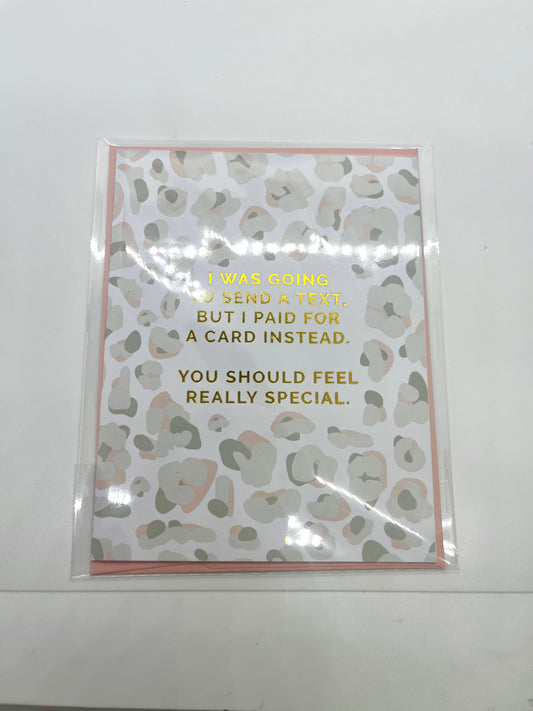 I WAS GOING
TO SEND A TEXT,
BUT I PAID FOR
A CARD INSTEAD.
YOU SHOULD FEEL
REALLY SPECIAL.